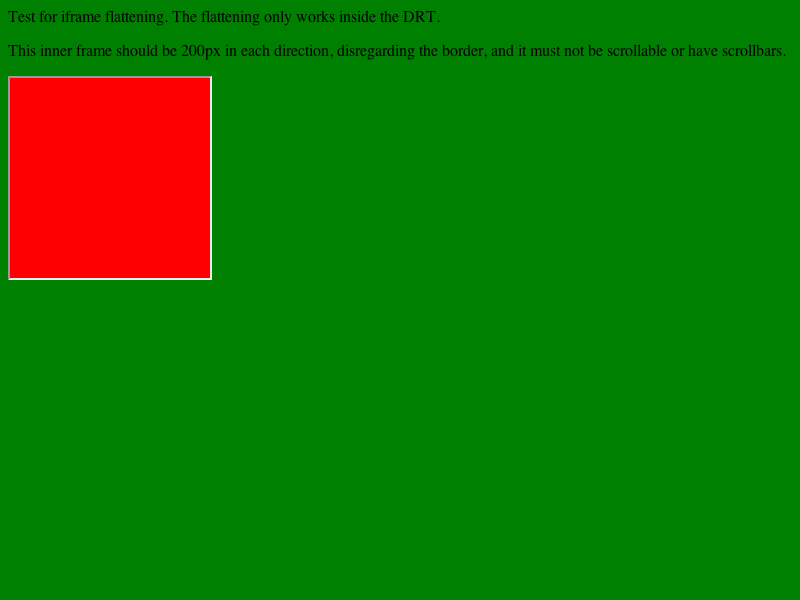 Test for iframe flattening. The flattening only works inside the DRT.
This inner frame should be 200px in each direction, disregarding the border, and it must not be scrollable or have scrollbars.